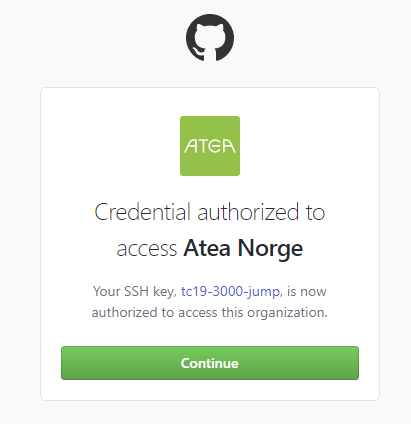 ATEA
Credential authorized to
access Atea Norge
Your SSH key, tc19-3000-jump, is now
authorized to access this organization.
Continue